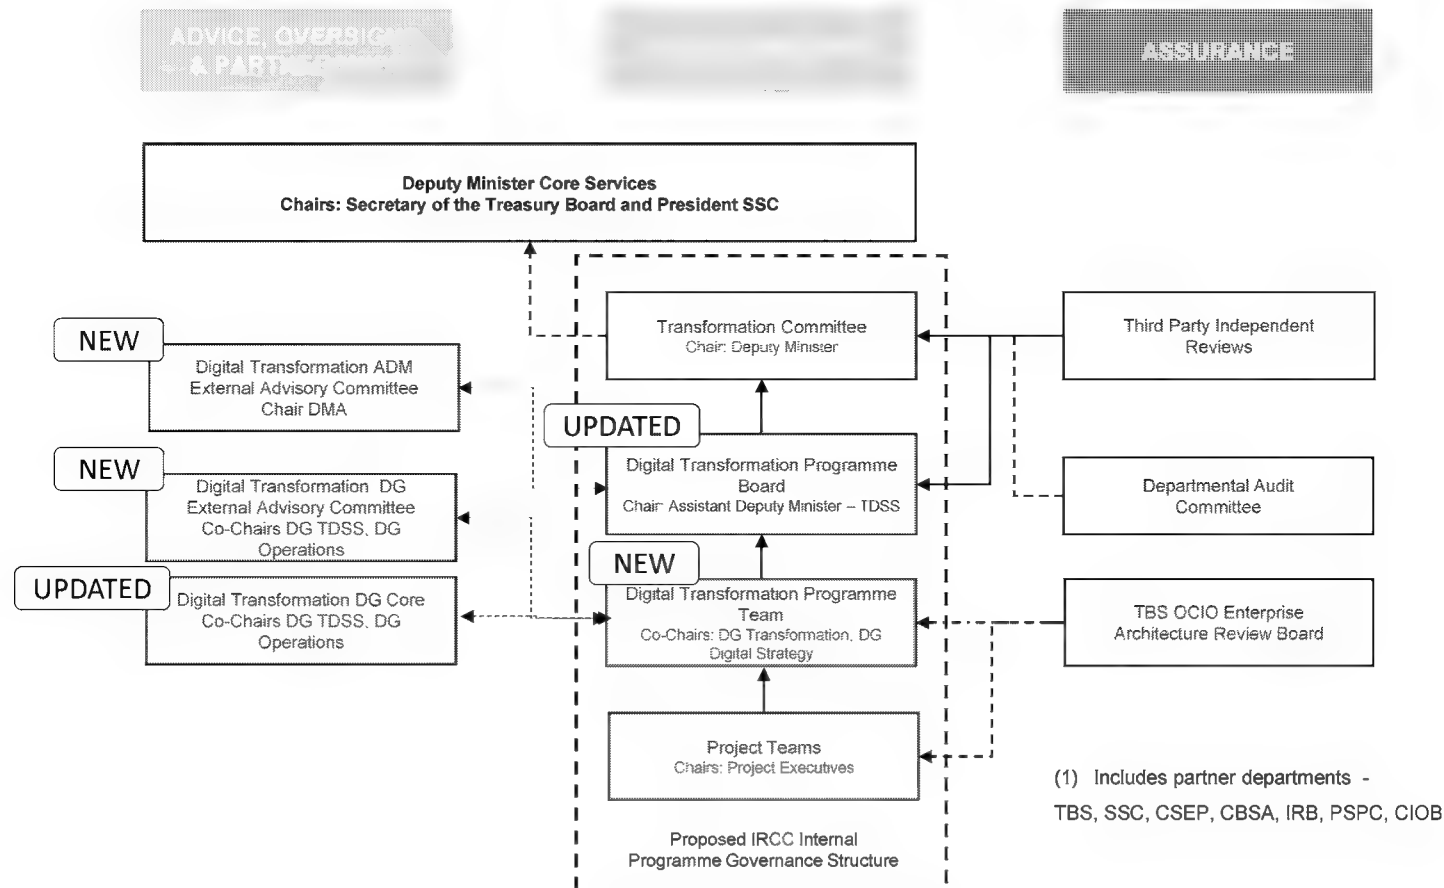 ADVICE, OVERSIGHT
& PART
ASSURANCE
Deputy Minister Core Services
Chairs: Secretary of the Treasury Board and President SSC
NEW
Digital Transformation ADM
External Advisory Committee
Chair DMA
NEW
Digital Transformation DG
External Advisory Committee
Co-Chairs DG TDSS, DG
Operations
UPDATED
Digital Transformation DG Core
Co-Chairs DG TDSS, DG
Operations
Transformation Committee
Chair: Deputy Minister
UPDATED
Digital Transformation Programme
Board
Chair Assistant Deputy Minister – TDSS
NEW
Digital Transformation Programme
Team
Co-Chairs: DG Transformation, DG
Digital Strategy
Project Teams
Chairs: Project Executives
Proposed IRCC Internal
Programme Governance Structure
Third Party Independent
Reviews
Departmental Audit
Committee
TBS OCIO Enterprise
Architecture Review Board
(1) Includes partner departments -
TBS, SSC, CSEP, CBSA, IRB, PSPC, CIOB